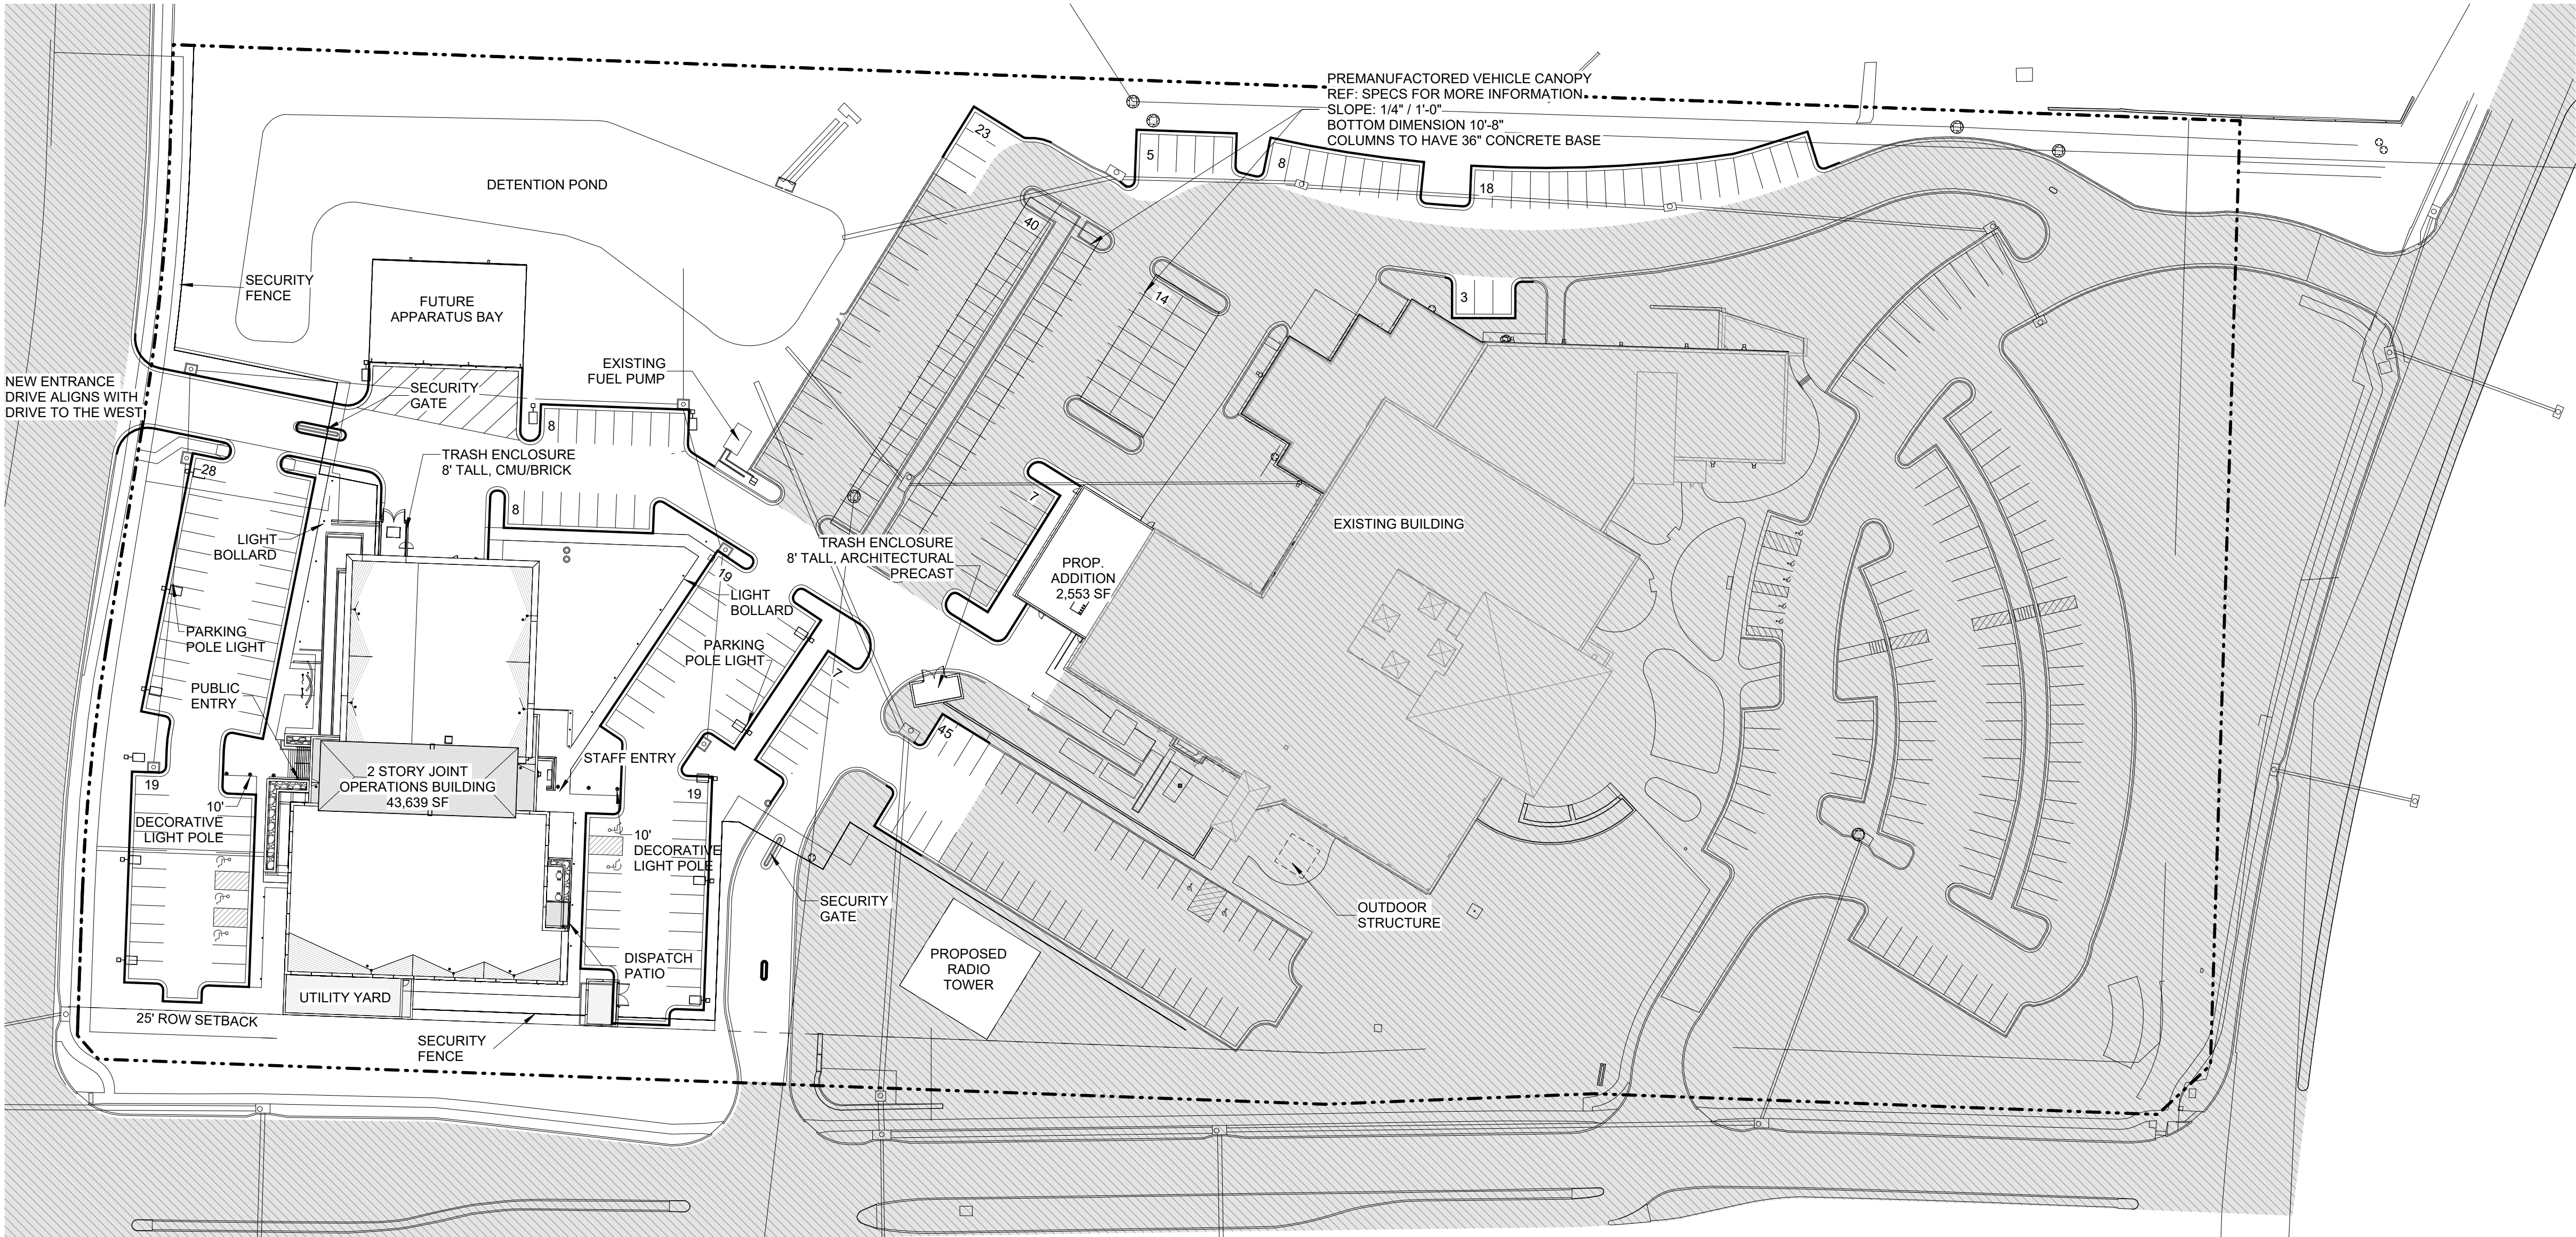 PREMANUFACTORED VEHICLE CANOPY
REF: SPECS FOR MORE INFORMATION
SLOPE: 1/4" / 1'-0"
BOTTOM DIMENSION 10'-8"
COLUMNS TO HAVE 36" CONCRETE BASE
23
5
8
18
DETENTION POND
40
14
3
SECURITY
FENCE
FUTURE
APPARATUS BAY
EXISTING
FUEL PUMP
NEW ENTRANCE
DRIVE ALIGNS WITH
DRIVE TO THE WEST
SECURITY
GATE
8
TRASH ENCLOSURE
8' TALL, CMU/BRICK
28
8
7
EXISTING BUILDING
LIGHT
BOLLARD
TRASH ENCLOSURE
8' TALL, ARCHITECTURAL
PRECAST
PROP.
ADDITION
2,553 SF
19
LIGHT
BOLLARD
PARKING
POLE LIGHT
PARKING
POLE LIGHT
7
PUBLIC
ENTRY
45
STAFF ENTRY
2 STORY JOINT
OPERATIONS BUILDING
43,639 SF
19
19
10'
DECORATIVE
LIGHT POLE
10'
DECORATIVE
LIGHT POLE
SECURITY
GATE
OUTDOOR
STRUCTURE
DISPATCH
PATIO
PROPOSED
RADIO
TOWER
UTILITY YARD
25' ROW SETBACK
SECURITY
FENCE